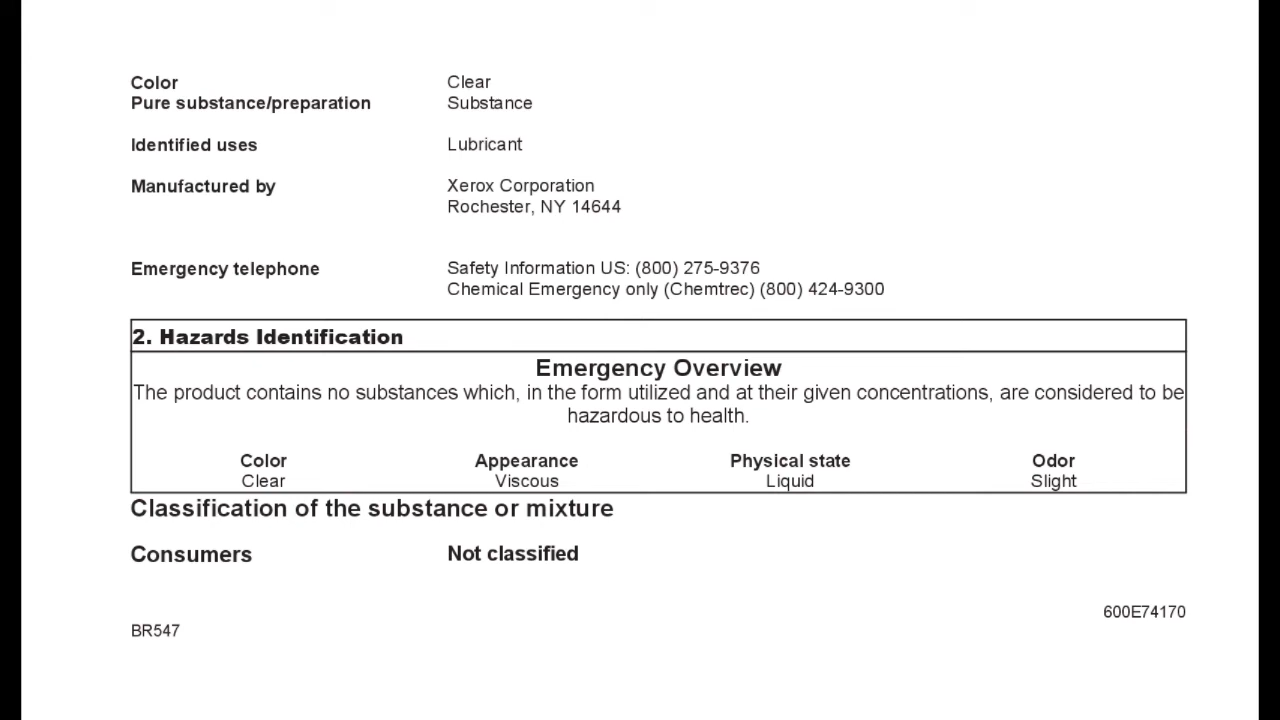 Color Clear
Pure substance/preparation Substance
Identified uses Lubricant
Manufactured by Xerox Corporation
Rochester, NY 14644
Emergency telephone Safety Information US: (800) 275-9376
Chemical Emergency only (Chemtrec) (800) 424-9300
2. Hazards Identification
Emergency Overview
The product contains no substances which, in the form utilized and at their given concentrations, are considered to be
hazardous to health.
Color Appearance Physical state Odor
Clear Viscous Liquid Slight
Classification of the substance or mixture
Consumers Not classified
600E74170
BR547